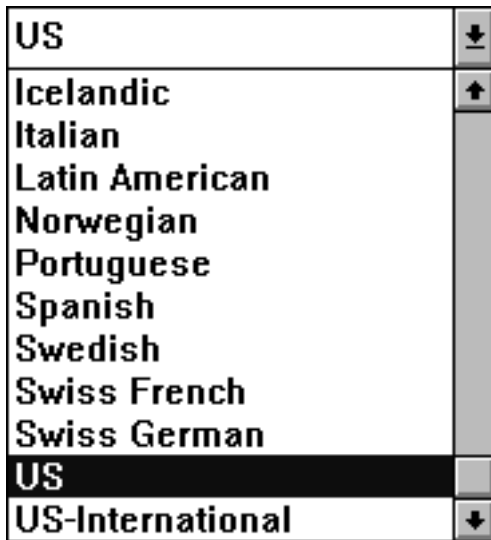 US
Icelandic
Italian
Latin American
Norwegian
Portuguese
Spanish
Swedish
Swiss French
Swiss German
US
US-International